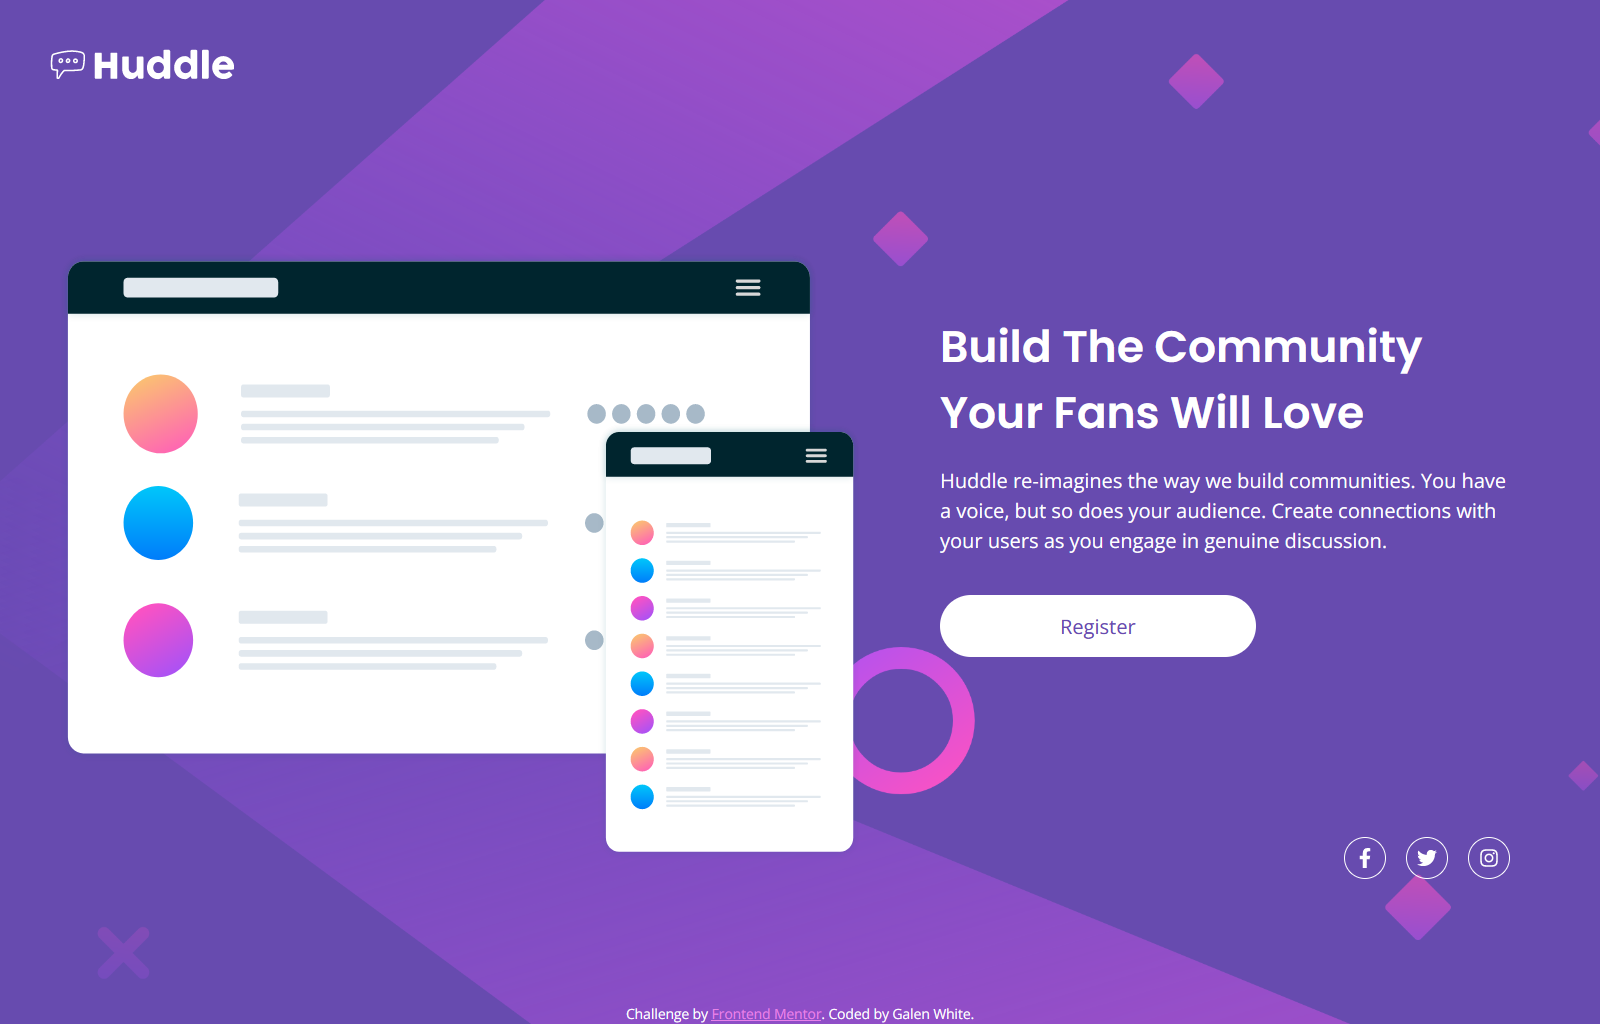 Huddle
Build The Community
Your Fans Will Love
Huddle re-imagines the way we build communities. You have
a voice, but so does your audience. Create connections with
your users as you engage in genuine discussion.
Register
Challenge by Frontend Mentor. Coded by Galen White.